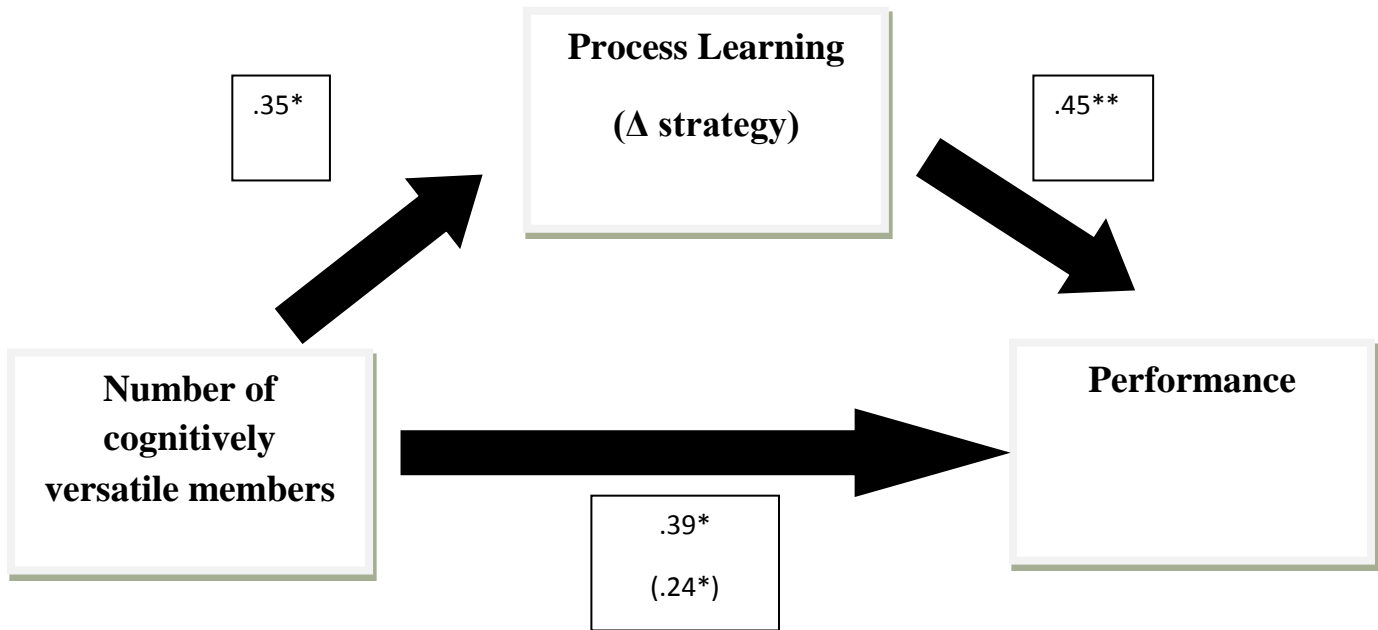 Process Learning
(Δ strategy)
.35*
.45**
Number of
cognitively
versatile members
Performance
.39*
(.24*)